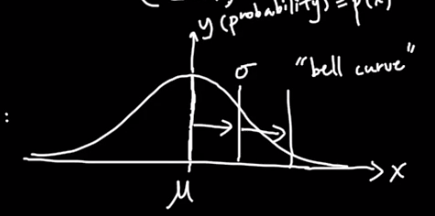 y (probability) = p(x)
σ "bell curve"
:
x
μ